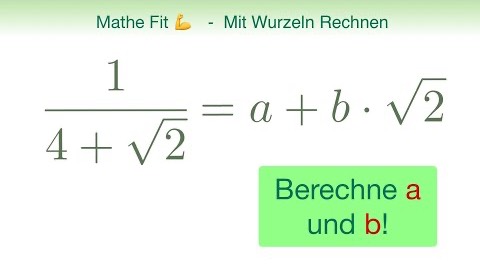 Mathe Fit 💪 - Mit Wurzeln Rechnen
1
4 + √2 = a + b · √2
Berechne a
und b!